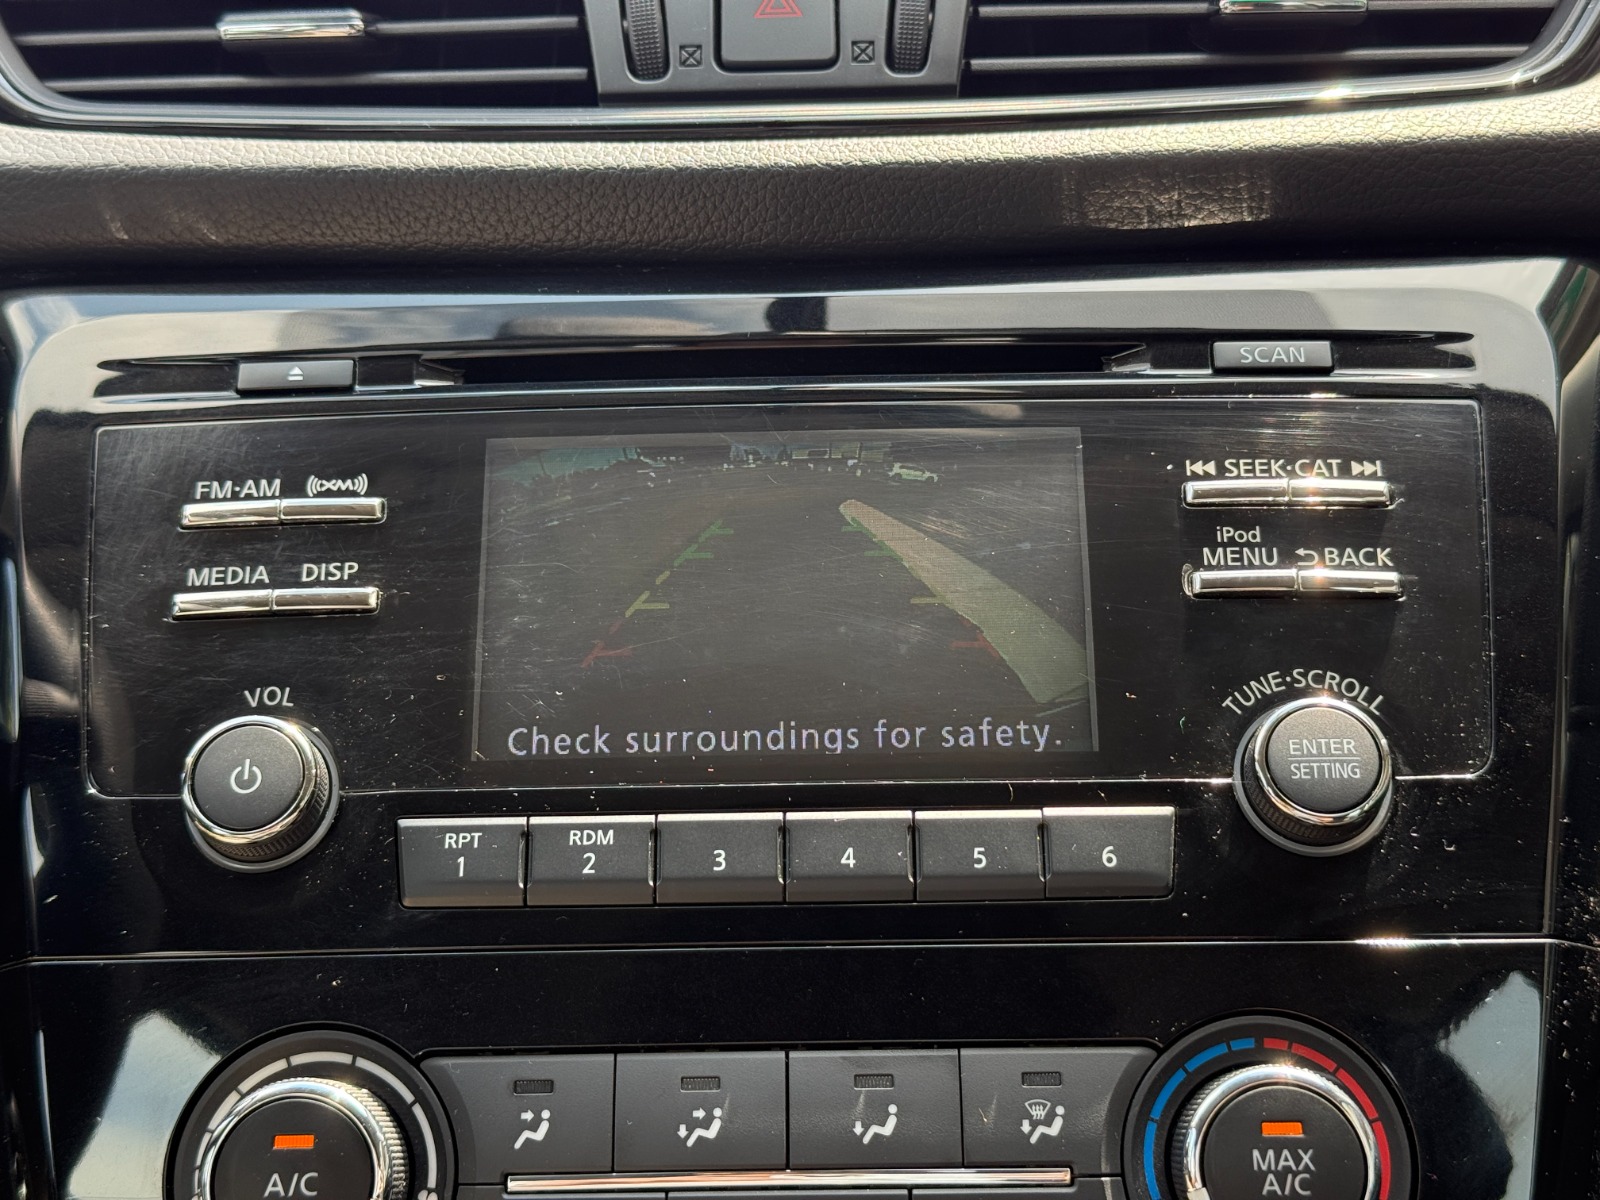 SCAN
FM·AM (((XM)))
SEEK·CAT
MEDIA DISP
iPod
MENU BACK
VOL
TUNE·SCROLL
Check surroundings for safety.
ENTER
SETTING
RPT
1
RDM
2
3
4
5
6
A/C
MAX
A/C